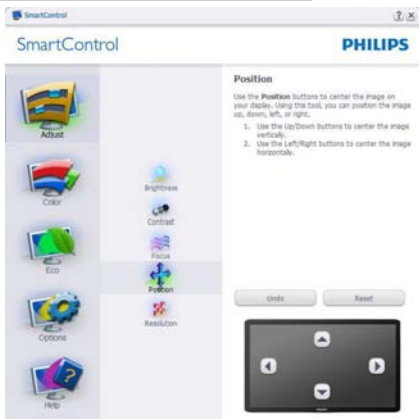 SmartControl
SmartControl
PHILIPS
Adjust
Color
Eco
Options
Help
Brightness
Contrast
Focus
Position
Resolution
Position
Use the Position buttons to center the image on
your display. Using the tool, you can position the image
up, down, left, or right.
1. Use the Up/Down buttons to center the image
vertically.
2. Use the Left/Right buttons to center the image
horizontally.
Undo
Reset